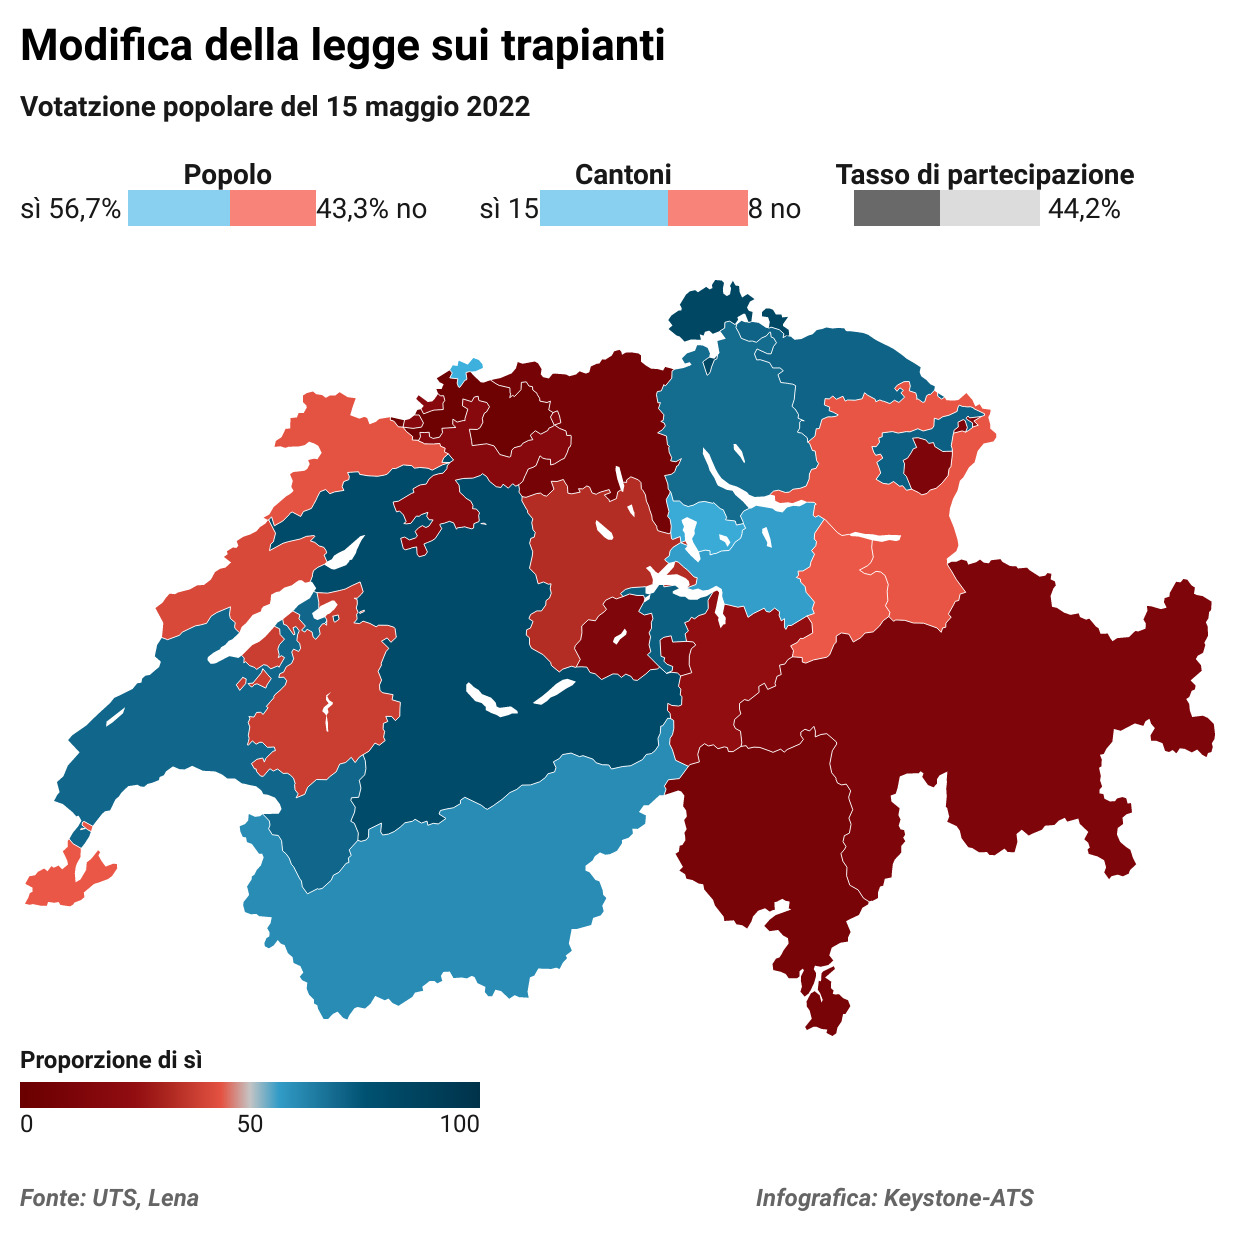 Modifica della legge sui trapianti
Votatzione popolare del 15 maggio 2022
Popolo
sì 56,7% 43,3% no
Cantoni
sì 15 8 no
Tasso di partecipazione
44,2%
Proporzione di sì
0 50 100
Fonte: UTS, Lena
Infografica: Keystone-ATS